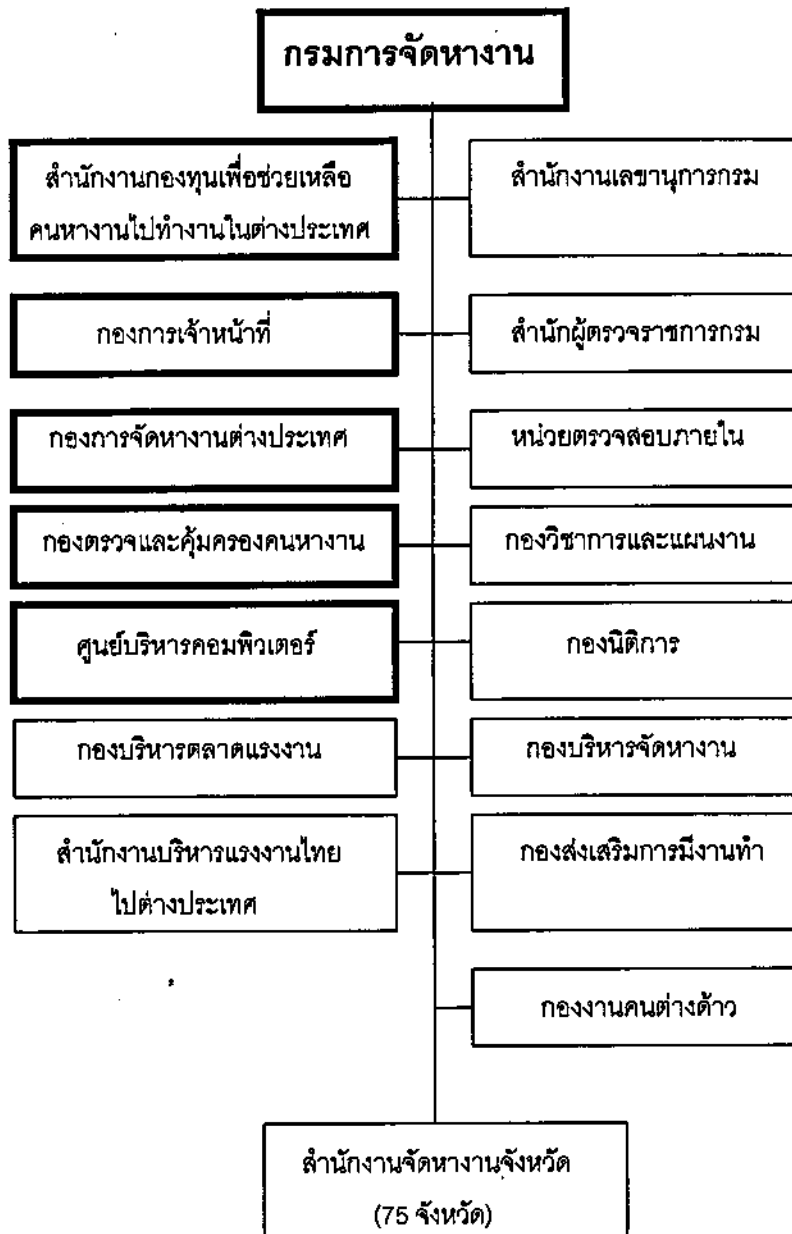 กรมการจัดหางาน
สำนักงานกองทุนเพื่อช่วยเหลือ
คนหางานไปทำงานในต่างประเทศ
สำนักงานเลขานุการกรม
กองการเจ้าหน้าที่
สำนักผู้ตรวจราชการกรม
กองการจัดหางานต่างประเทศ
หน่วยตรวจสอบภายใน
กองตรวจและคุ้มครองคนหางาน
กองวิชาการและแผนงาน
ศูนย์บริหารคอมพิวเตอร์
กองนิติการ
กองบริหารตลาดแรงงาน
กองบริหารจัดหางาน
สำนักงานบริหารแรงงานไทย
ไปต่างประเทศ
กองส่งเสริมการมีงานทำ
กองงานคนต่างด้าว
สำนักงานจัดหางานจังหวัด
(75 จังหวัด)